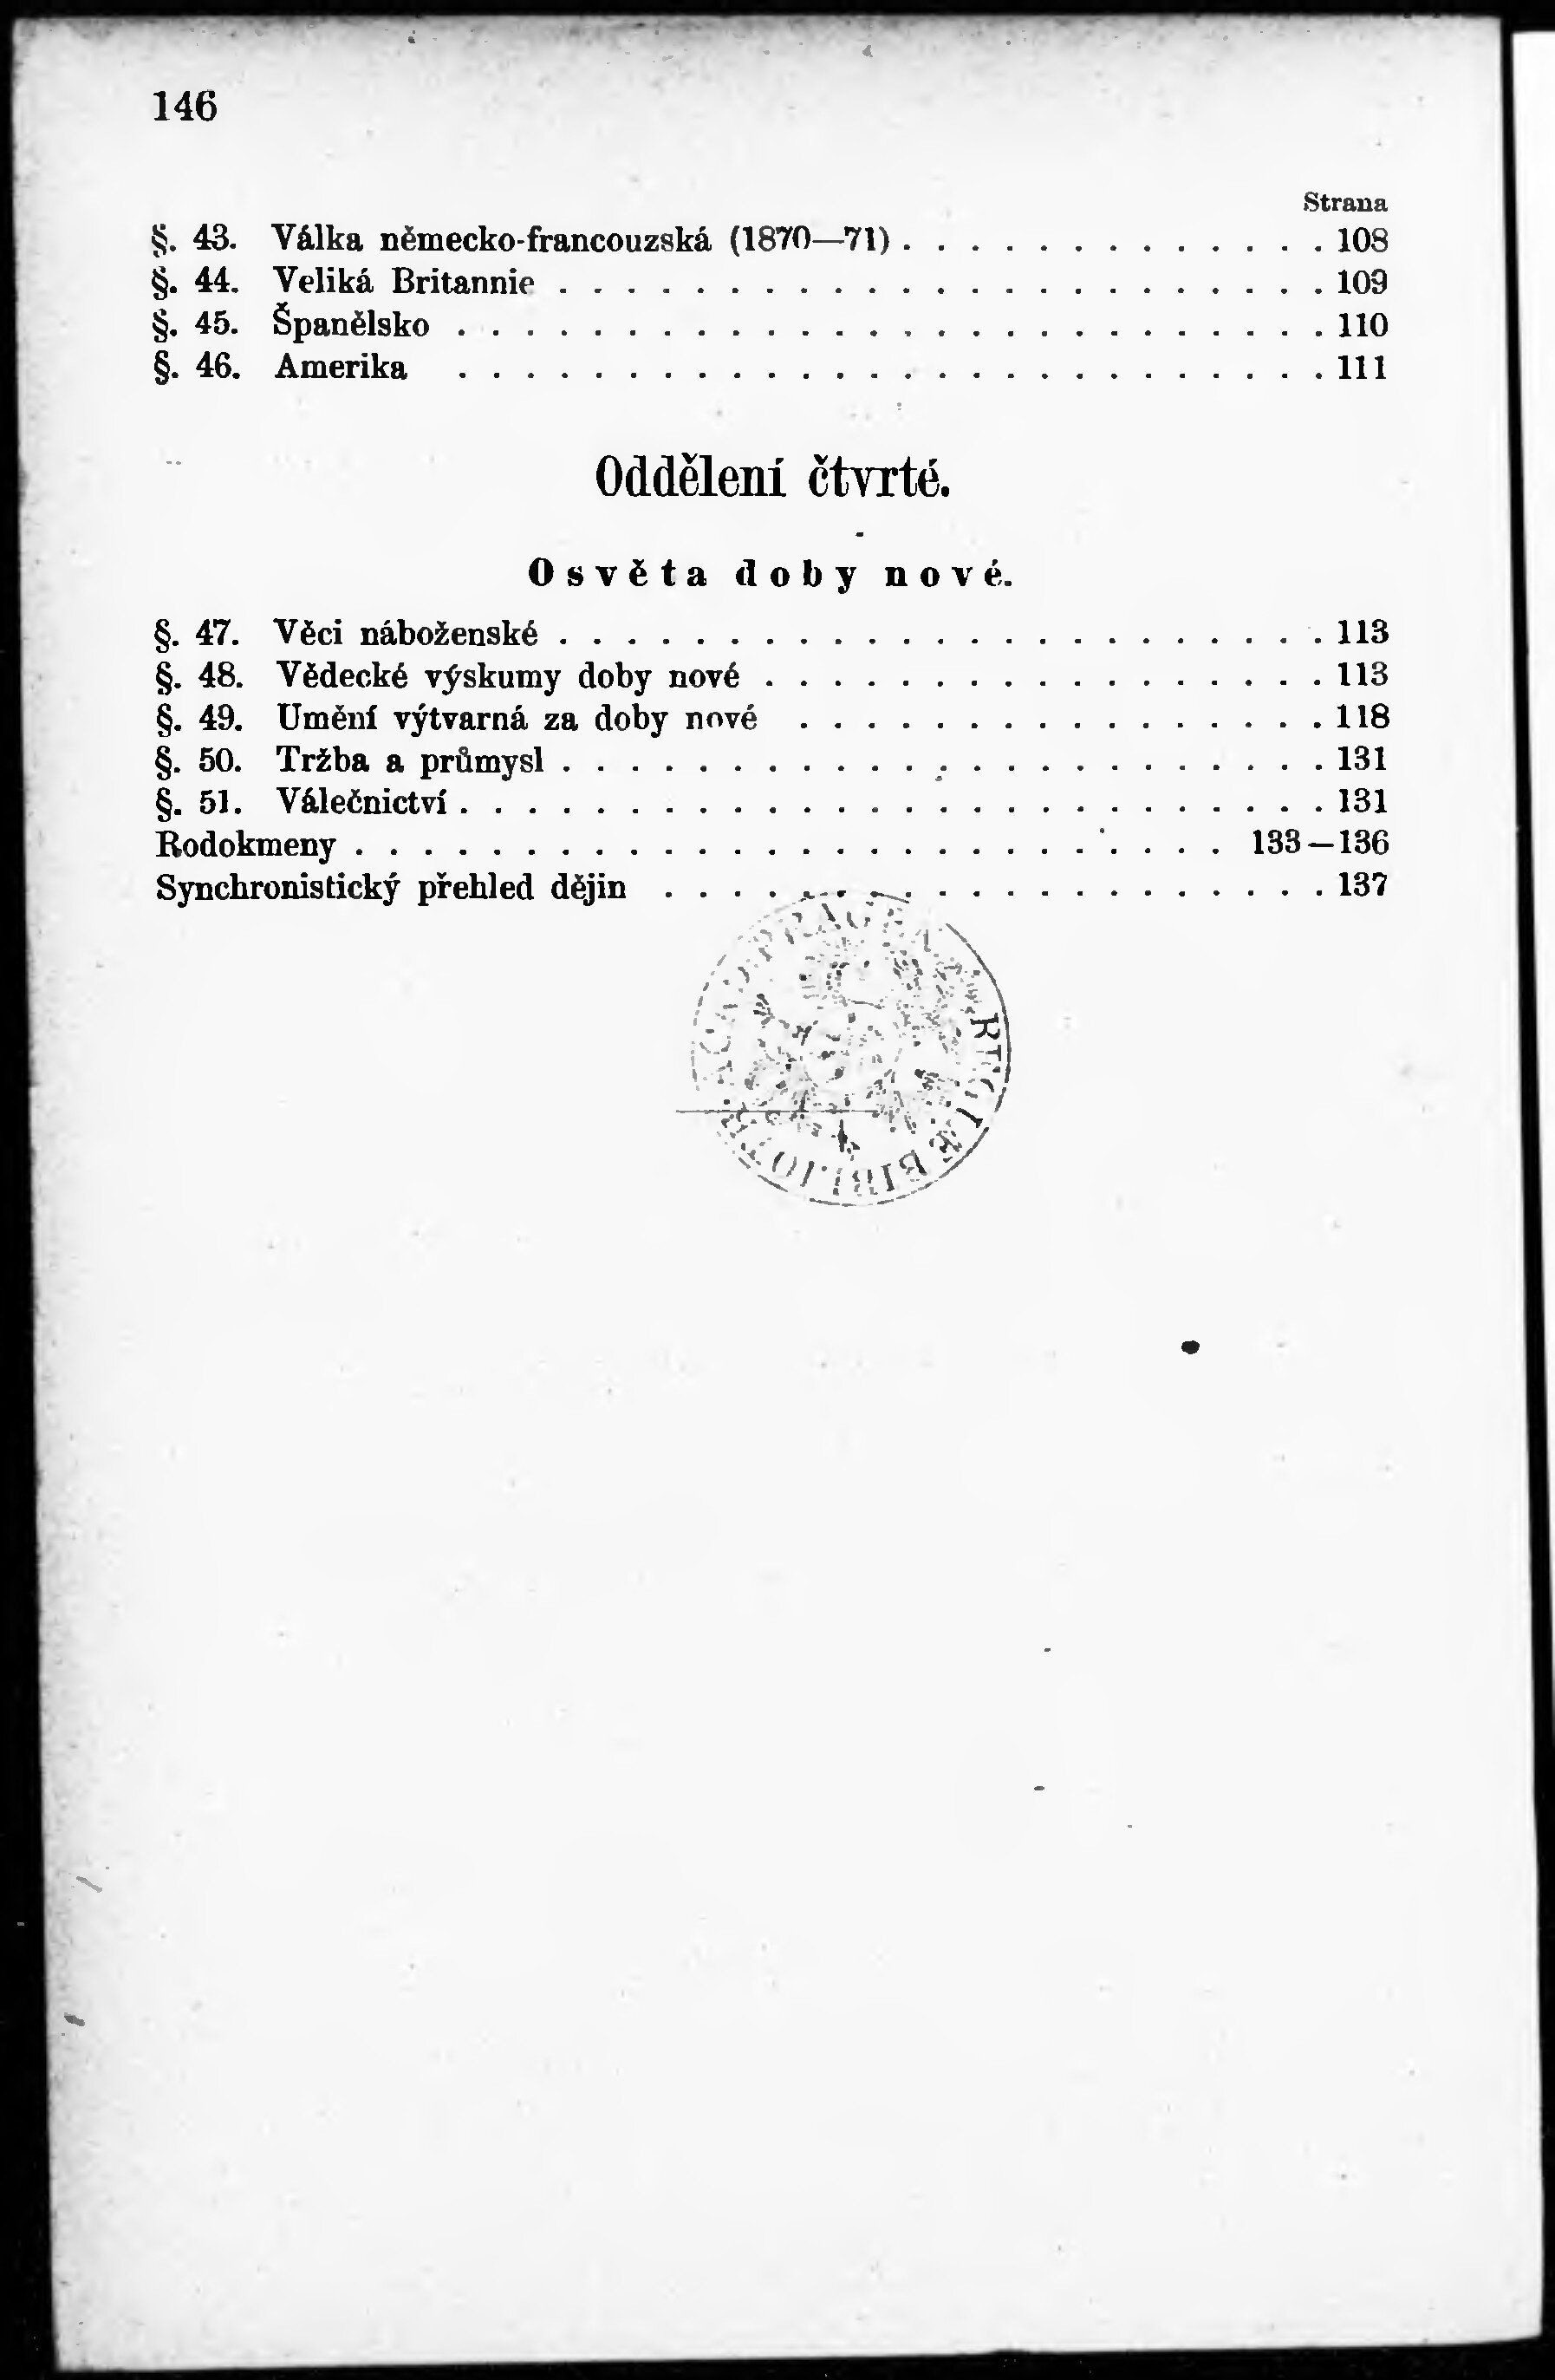 146
Strana
§. 43. Válka německo-francouzská (1870—71) . . . . . . . . . . . . . 108
§. 44. Veliká Britannie . . . . . . . . . . . . . . . . . . . . . . . 109
§. 45. Španělsko . . . . . . . . . . . . . . . . . . . . . . . . . . 110
§. 46. Amerika . . . . . . . . . . . . . . . . . . . . . . . . . . 111
Oddělení čtvrté.
Osvěta doby nové.
§. 47. Věci náboženské . . . . . . . . . . . . . . . . . . . . . . . 113
§. 48. Vědecké výskumy doby nové . . . . . . . . . . . . . . . . . 113
§. 49. Umění výtvarná za doby nové . . . . . . . . . . . . . . . . 118
§. 50. Tržba a průmysl . . . . . . . . . . . . . . . . . . . . . . . 131
§. 51. Válečnictví . . . . . . . . . . . . . . . . . . . . . . . . . . 131
Rodokmeny . . . . . . . . . . . . . . . . . . . . . . . . . . 133—136
Synchronistický přehled dějin . . . . . . . . . . . . . . . . . . . . 137